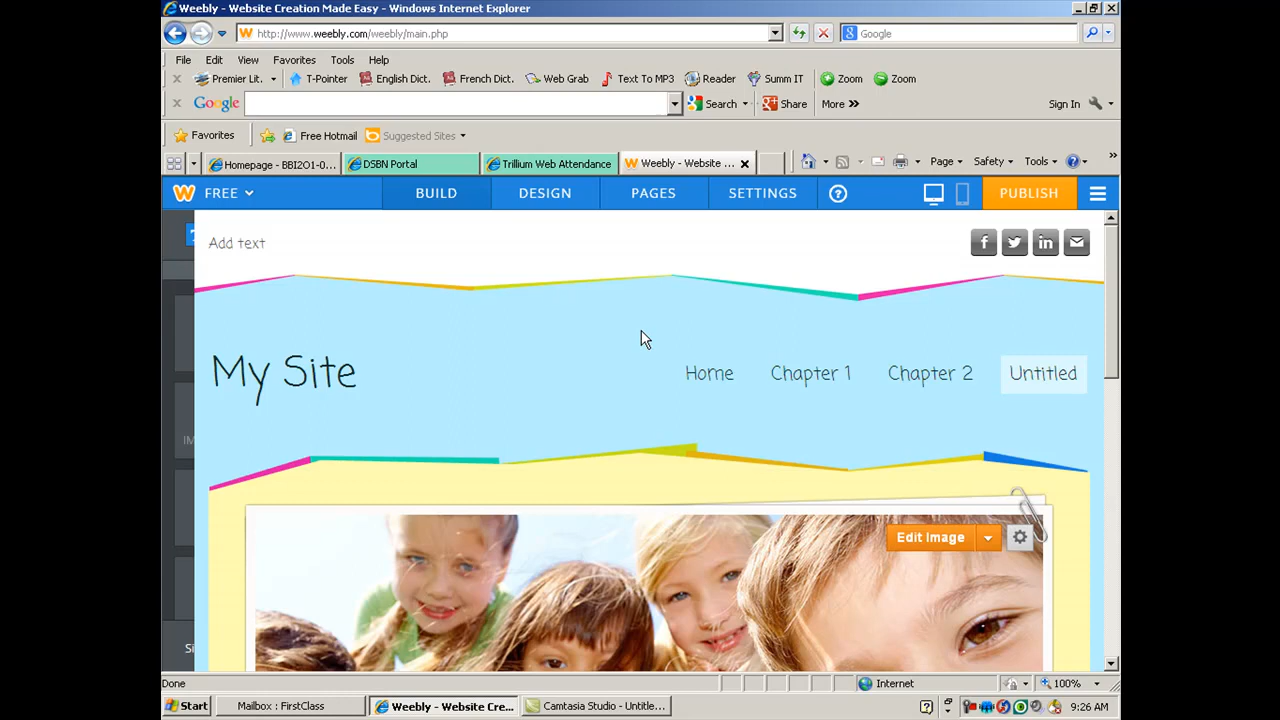 Weebly - Website Creation Made Easy - Windows Internet Explorer
http://www.weebly.com/weebly/main.php
Google
File Edit View Favorites Tools Help
Premier Lit. T-Pointer English Dict. French Dict. Web Grab Text To MP3 Reader Summ IT Zoom Zoom
Google Search Share More Sign In
Favorites Free Hotmail Suggested Sites
Homepage - BBI2O1-0... DSBN Portal Trillium Web Attendance Weebly - Website ... Page Safety Tools
FREE BUILD DESIGN PAGES SETTINGS PUBLISH
Add text
My Site Home Chapter 1 Chapter 2 Untitled
Edit Image
Done Internet 100%
Start Mailbox : FirstClass Weebly - Website Cre... Camtasia Studio - Untitle... 9:26 AM